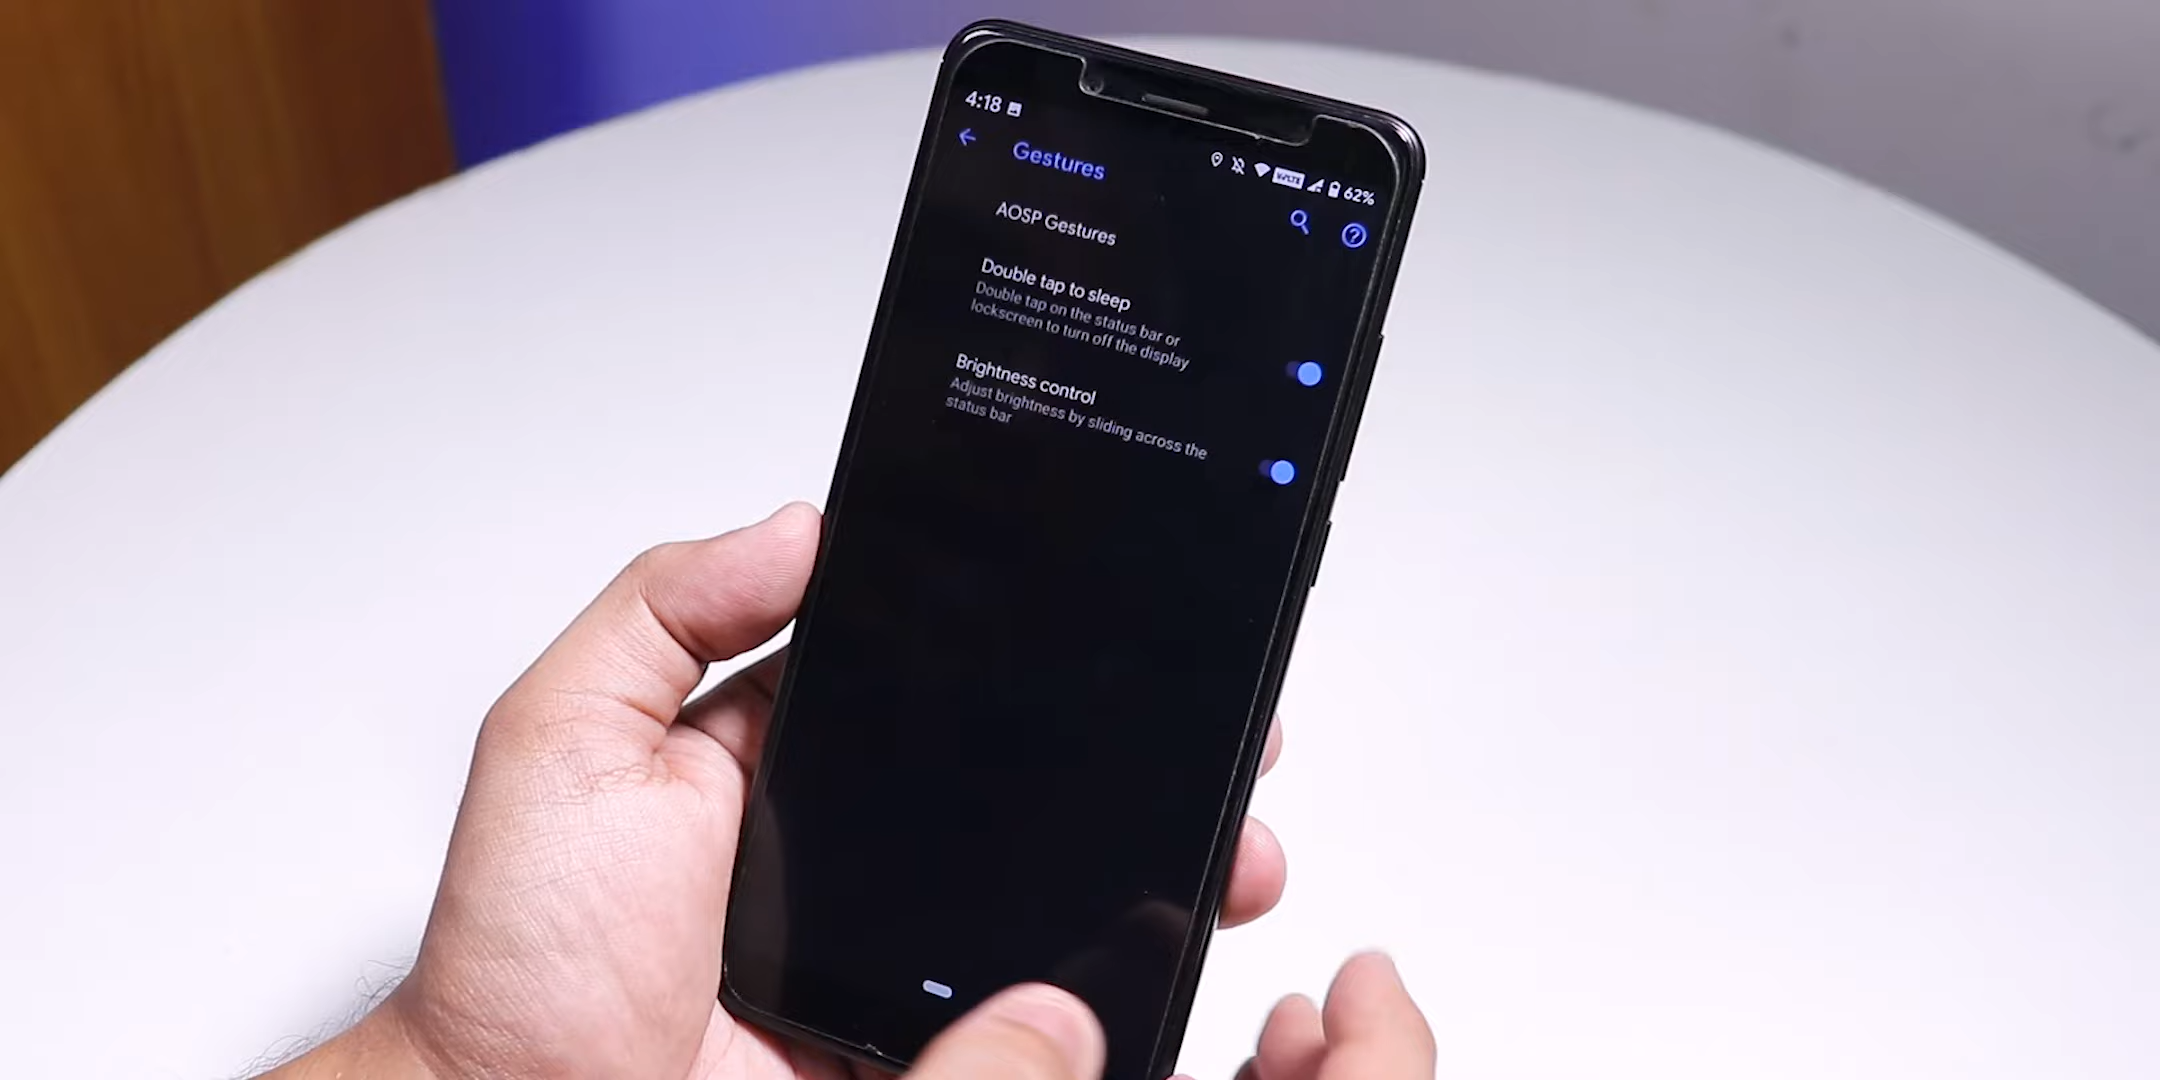 4:18
VoLTE
62%
Gestures
AOSP Gestures
Double tap to sleep
Double tap on the status bar or
lockscreen to turn off the display
Brightness control
Adjust brightness by sliding across the
status bar